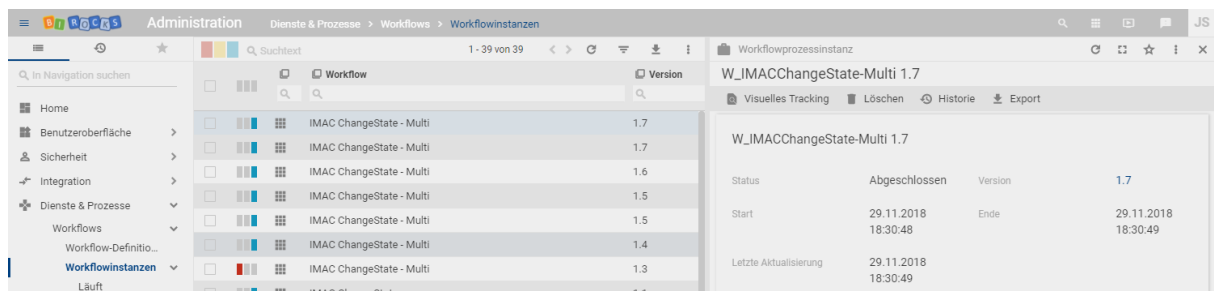 BI ROCKS Administration Dienste & Prozesse > Workflows > Workflowinstanzen JS
In Navigation suchen
Home
Benutzeroberfläche
Sicherheit
Integration
Dienste & Prozesse
Workflows
Workflow-Definitio...
Workflowinstanzen
Läuft
Suchtext 1 - 39 von 39
Workflow Version
IMAC ChangeState - Multi 1.7
IMAC ChangeState - Multi 1.7
IMAC ChangeState - Multi 1.6
IMAC ChangeState - Multi 1.5
IMAC ChangeState - Multi 1.5
IMAC ChangeState - Multi 1.4
IMAC ChangeState - Multi 1.3
Workflowprozessinstanz
W_IMACChangeState-Multi 1.7
Visuelles Tracking Löschen Historie Export
W_IMACChangeState-Multi 1.7
Status Abgeschlossen Version 1.7
Start 29.11.2018 18:30:48 Ende 29.11.2018 18:30:49
Letzte Aktualisierung 29.11.2018 18:30:49